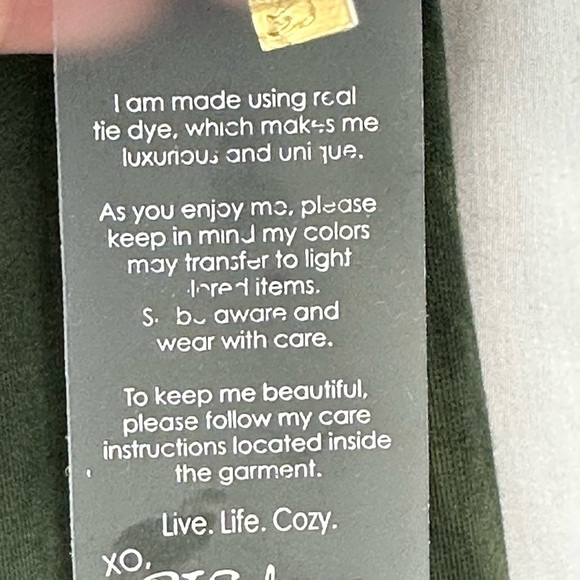 I am made using real
tie dye, which makes me
luxurious and unique.
As you enjoy me, please
keep in mind my colors
may transfer to light
colored items.
So be aware and
wear with care.
To keep me beautiful,
please follow my care
instructions located inside
the garment.
Live. Life. Cozy.
XO,